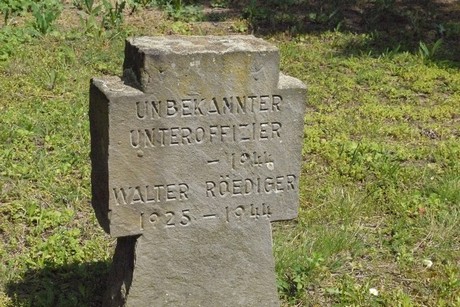 UNBEKANNTER
UNTEROFFIZIER
– 1944
WALTER RÖEDIGER
1925 – 1944